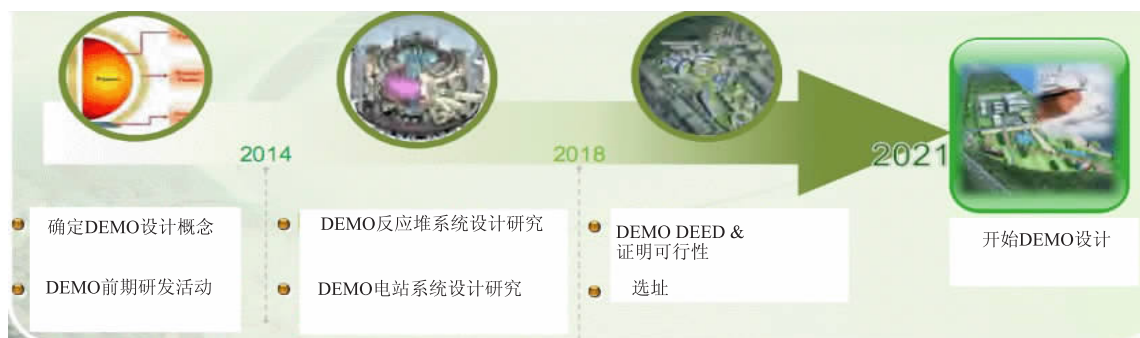 2014
2018
2021
确定DEMO设计概念
DEMO前期研发活动
DEMO反应堆系统设计研究
DEMO电站系统设计研究
DEMO DEED &
证明可行性
选址
开始DEMO设计